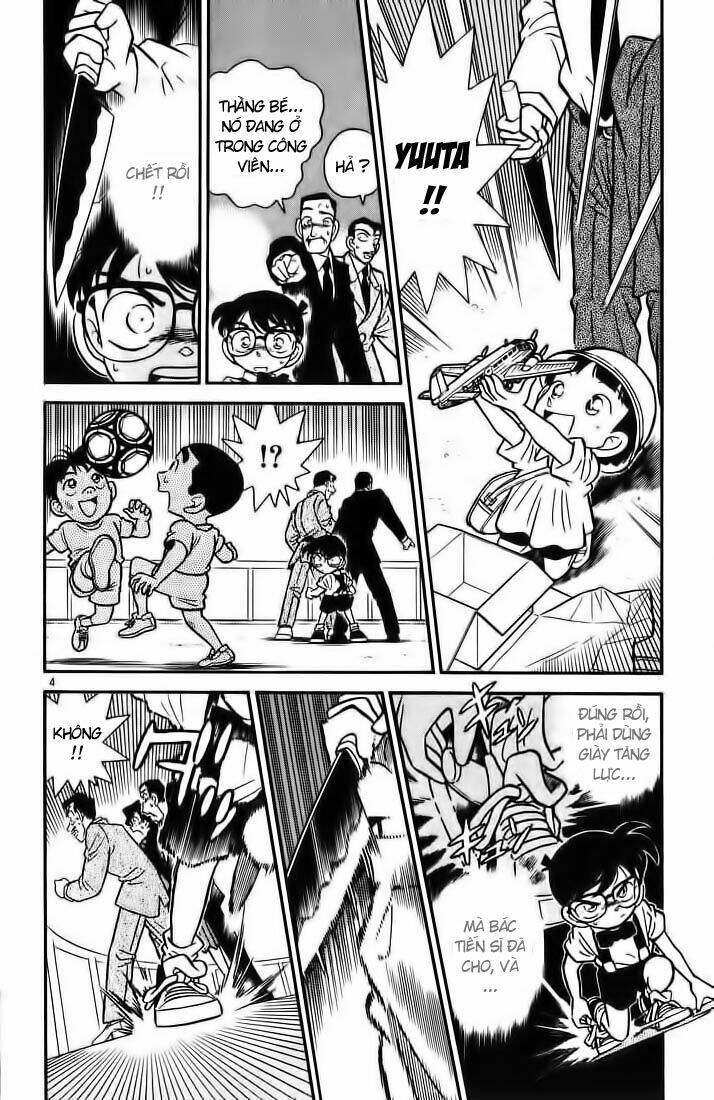 CHẾT RỒI
!!
THẰNG BÉ...
NÓ ĐANG Ở
TRONG CÔNG
VIÊN...
HẢ ?
YUUTA
!!
!?
4
KHÔNG
!!
ĐÚNG RỒI,
PHẢI DÙNG
GIÀY TĂNG
LỰC...
MÀ BÁC
TIẾN SĨ ĐÃ
CHO, VÀ
...